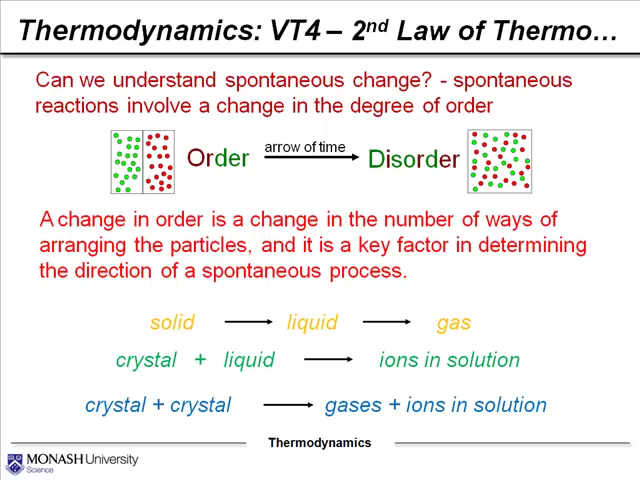 Thermodynamics: VT4 – 2nd Law of Thermo…
Can we understand spontaneous change? - spontaneous
reactions involve a change in the degree of order
Order arrow of time Disorder
A change in order is a change in the number of ways of
arranging the particles, and it is a key factor in determining
the direction of a spontaneous process.
solid liquid gas
crystal + liquid ions in solution
crystal + crystal gases + ions in solution
Thermodynamics
MONASH University
Science